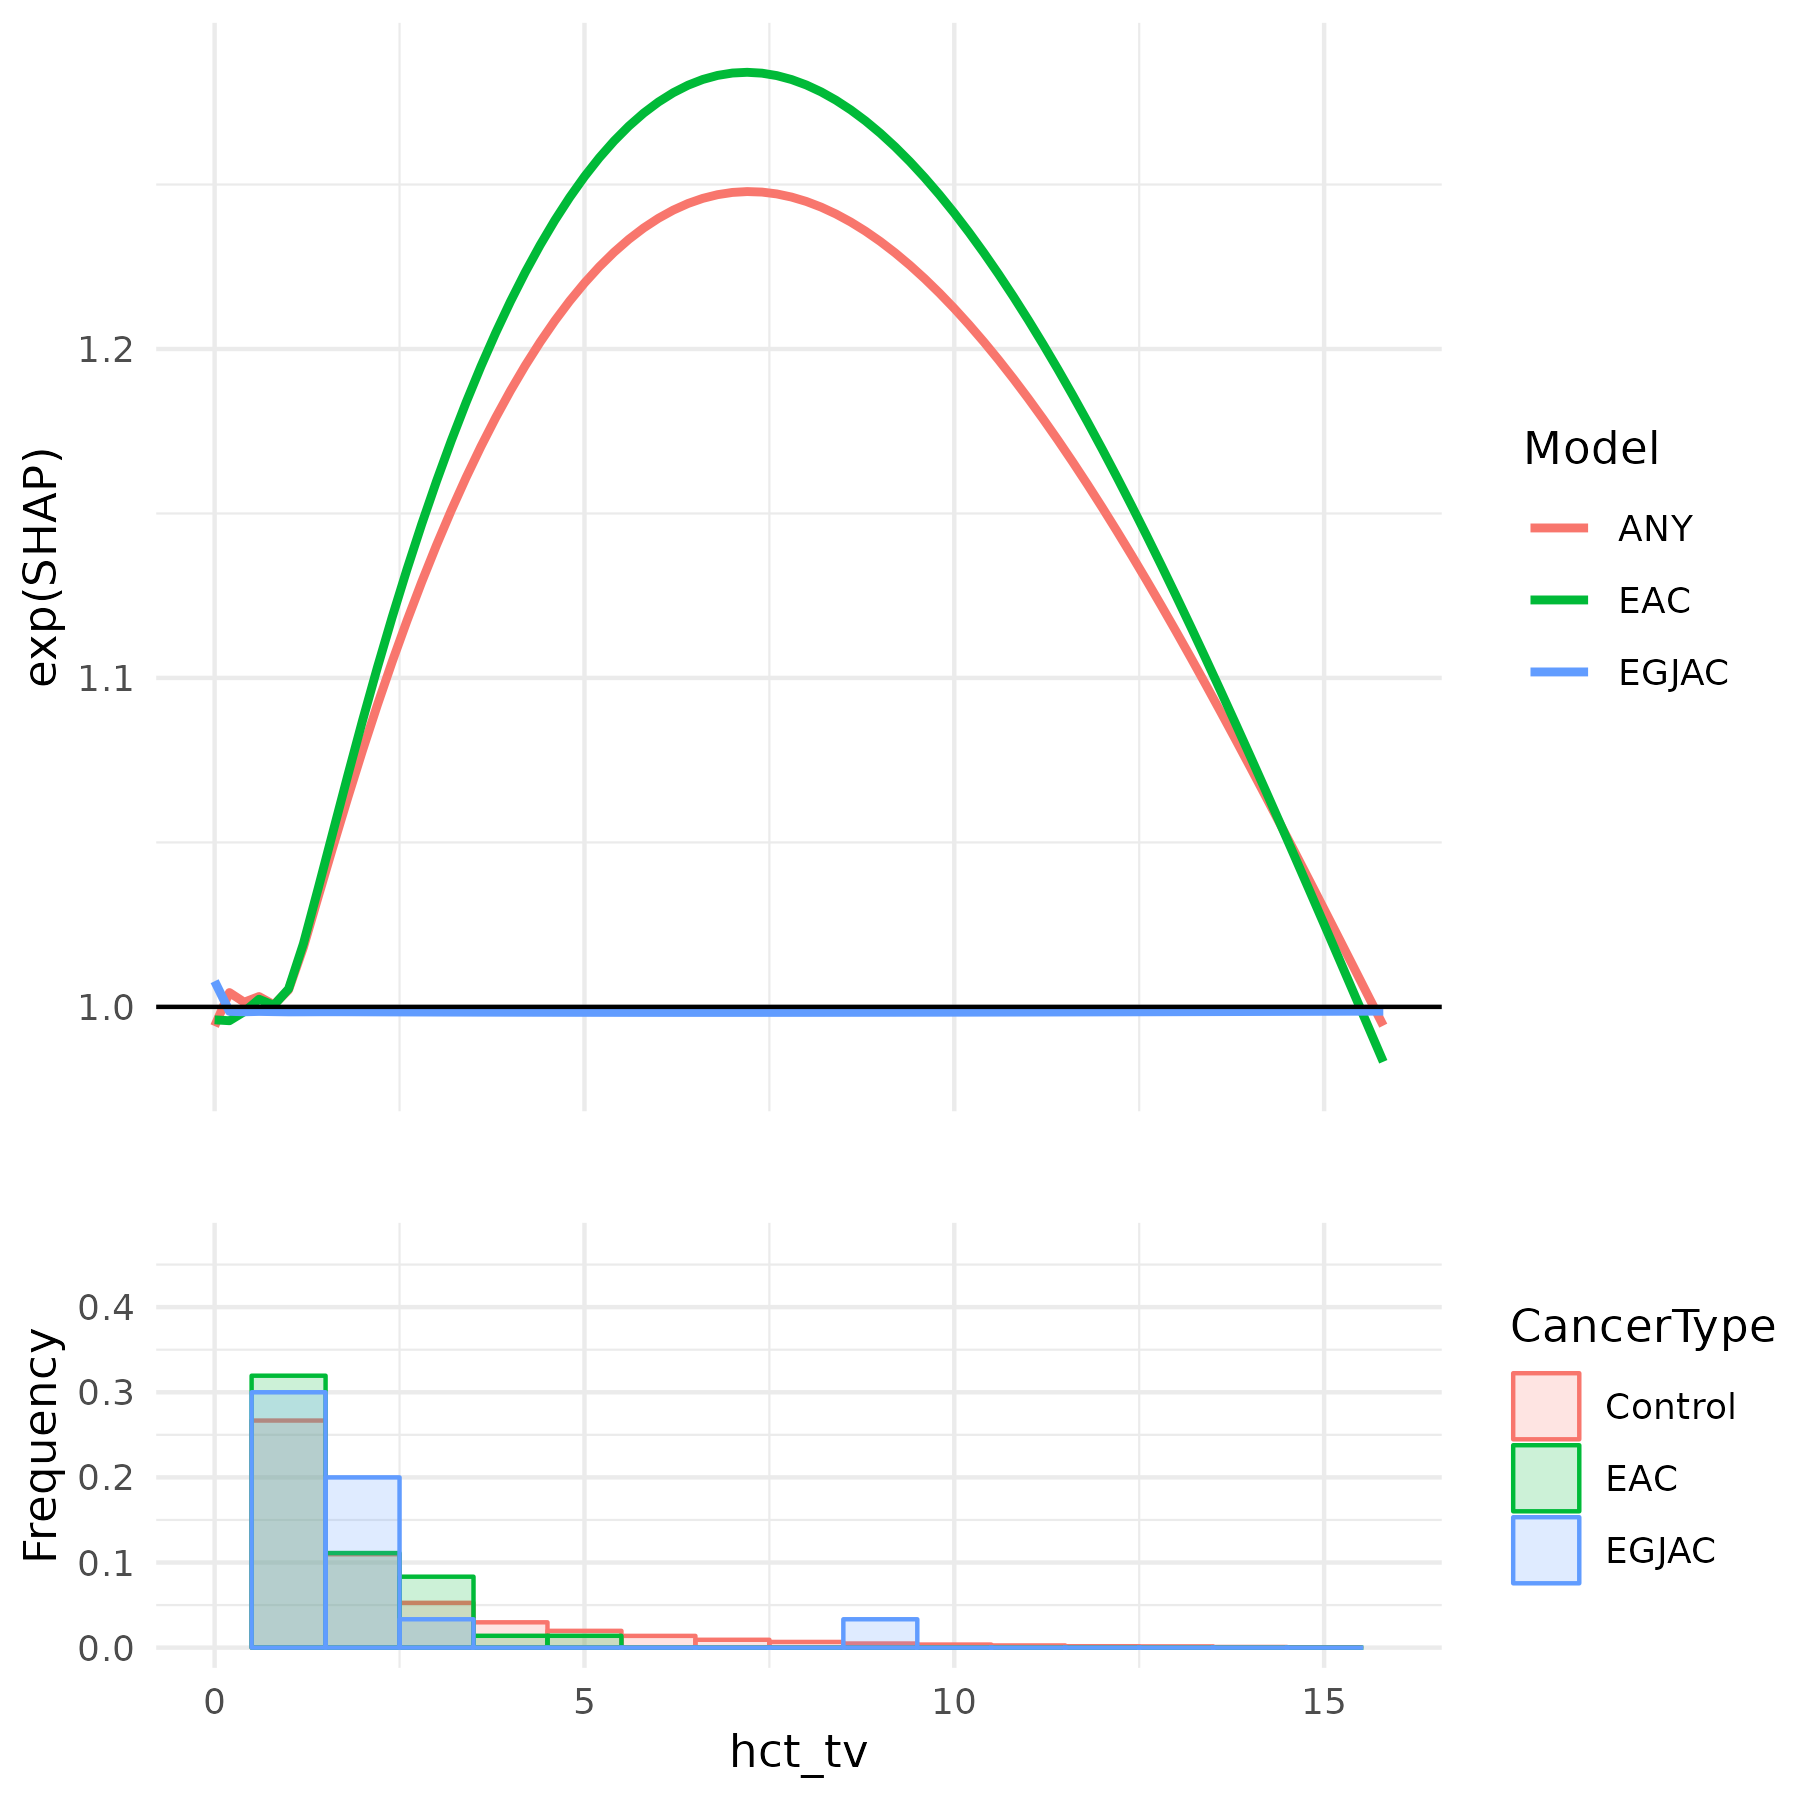 exp(SHAP)
1.2
1.1
1.0
Model
ANY
EAC
EGJAC
Frequency
0.4
0.3
0.2
0.1
0.0
0
5
10
15
hct_tv
CancerType
Control
EAC
EGJAC